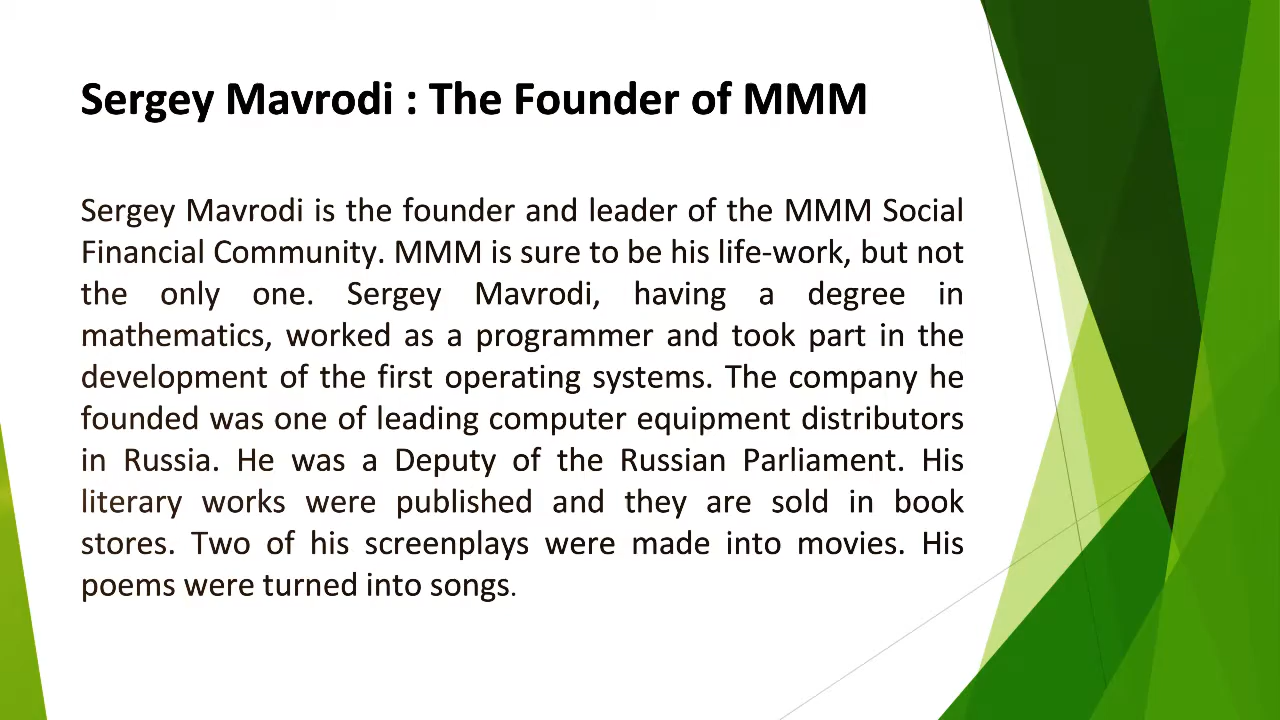 Sergey Mavrodi : The Founder of MMM
Sergey Mavrodi is the founder and leader of the MMM Social
Financial Community. MMM is sure to be his life-work, but not
the only one. Sergey Mavrodi, having a degree in
mathematics, worked as a programmer and took part in the
development of the first operating systems. The company he
founded was one of leading computer equipment distributors
in Russia. He was a Deputy of the Russian Parliament. His
literary works were published and they are sold in book
stores. Two of his screenplays were made into movies. His
poems were turned into songs.